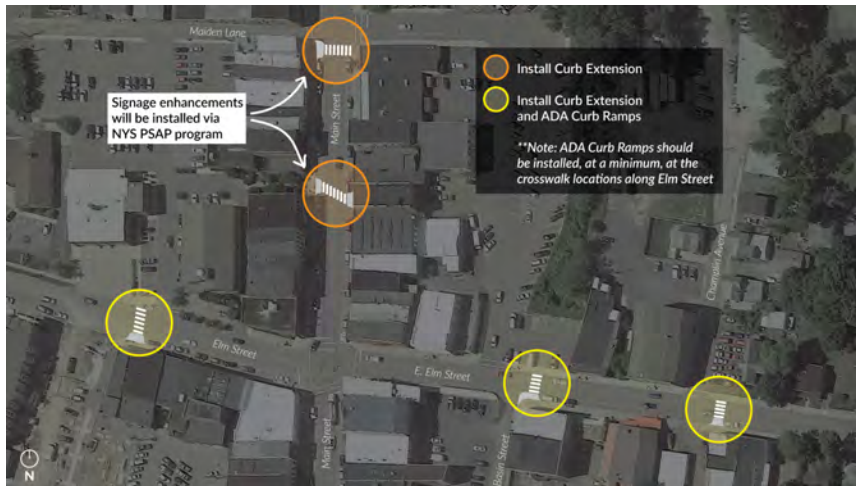 Maiden Lane
Install Curb Extension
Install Curb Extension
and ADA Curb Ramps
**Note: ADA Curb Ramps should
be installed, at a minimum, at the
crosswalk locations along Elm Street
Signage enhancements
will be installed via
NYS PSAP program
Main Street
Champlin Avenue
Elm Street
E. Elm Street
Main Street
Basin Street
N